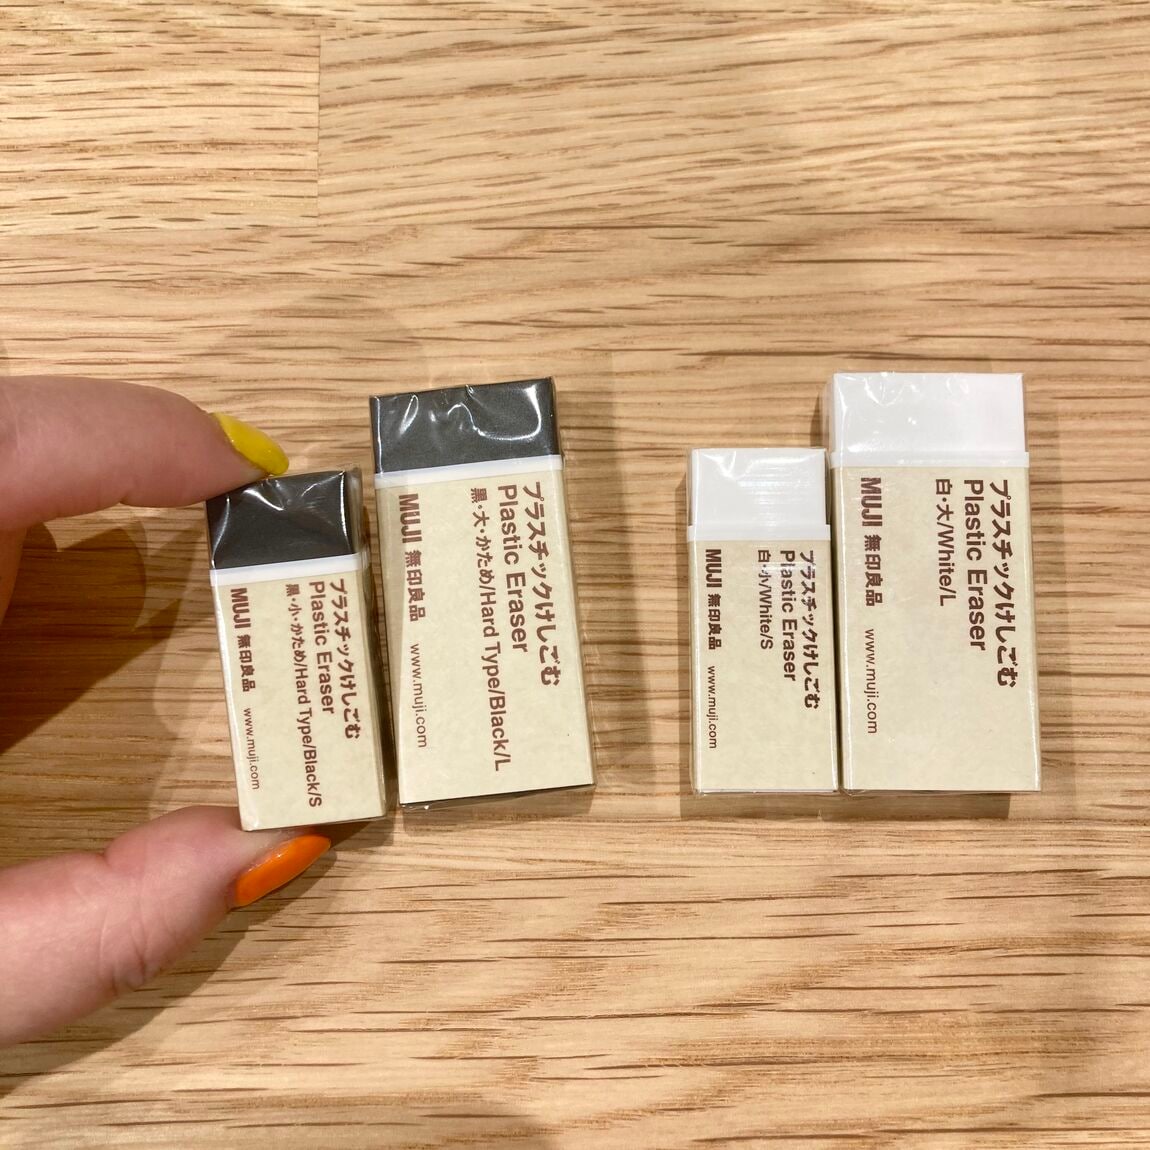 プラスチックけしごむ
Plastic Eraser
黒・小・かため/Hard Type/Black/S
MUJI 無印良品 www.muji.com
プラスチックけしごむ
Plastic Eraser
黒・大・かため/Hard Type/Black/L
MUJI 無印良品 www.muji.com
プラスチックけしごむ
Plastic Eraser
白・小/White/S
MUJI 無印良品 www.muji.com
プラスチックけしごむ
Plastic Eraser
白・大/White/L
MUJI 無印良品 www.muji.com